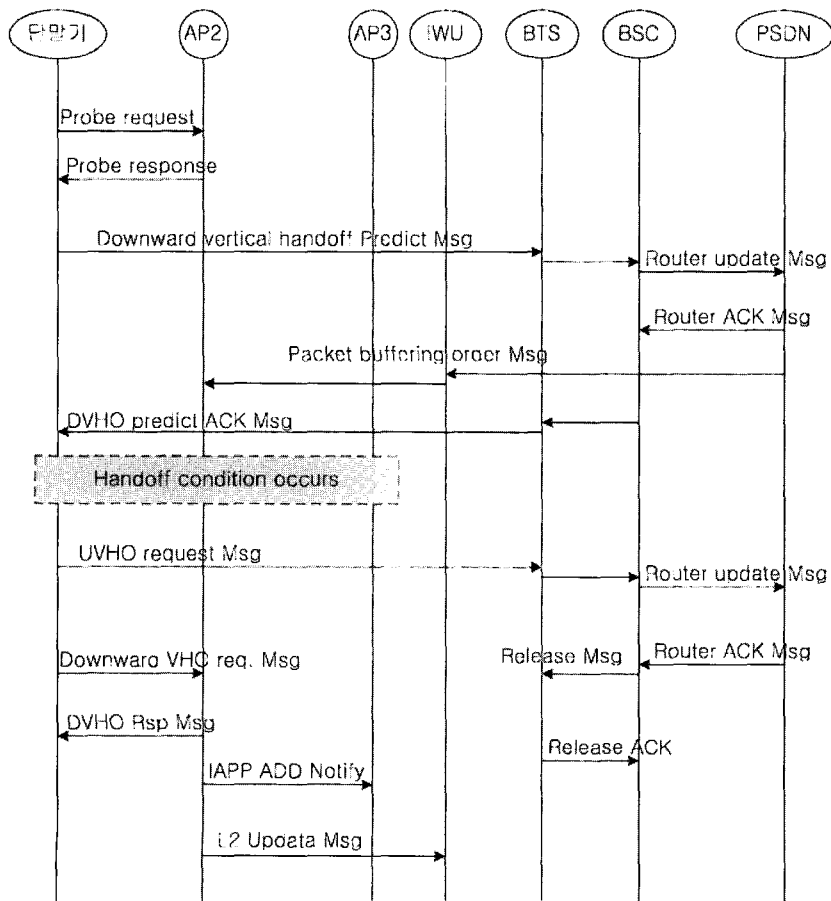 단말기 AP2 AP3 IWU BTS BSC PSDN
Probe request
Probe response
Downward vertical handoff Predict Msg
Router update Msg
Router ACK Msg
Packet buffering order Msg
DVHO predict ACK Msg
Handoff condition occurs
UVHO request Msg
Router update Msg
Downward VHO req. Msg
Release Msg
Router ACK Msg
DVHO Rsp Msg
Release ACK
IAPP ADD Notify
L2 Updata Msg